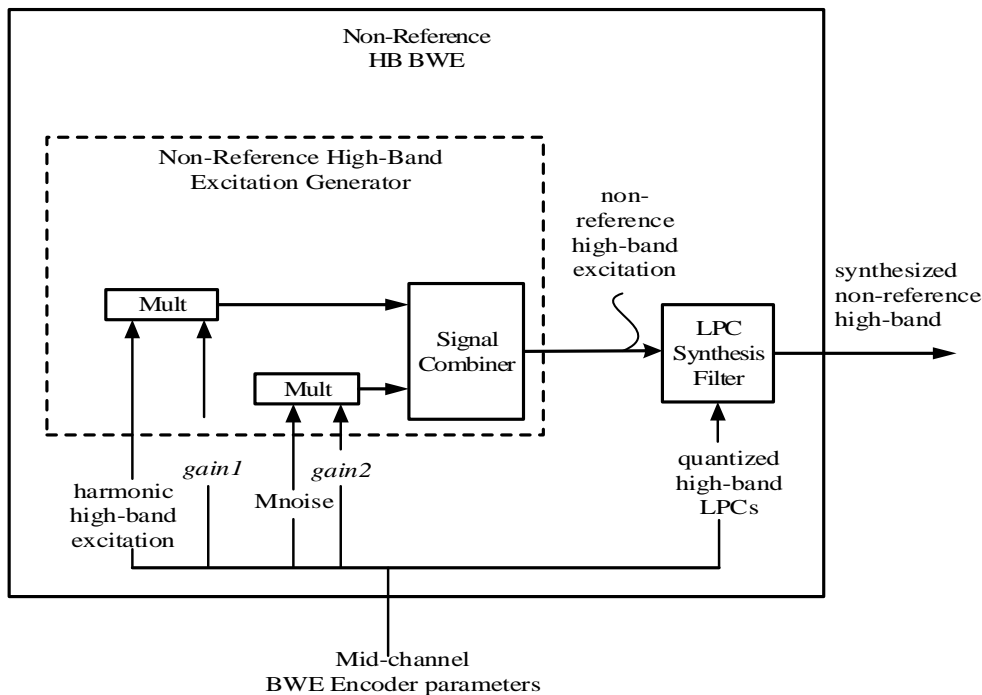 Non-Reference
HB BWE
Non-Reference High-Band
Excitation Generator
non-
reference
high-band
excitation
synthesized
non-reference
high-band
Mult
Signal
Combiner
LPC
Synthesis
Filter
Mult
gain1
gain2
Mnoise
harmonic
high-band
excitation
quantized
high-band
LPCs
Mid-channel
BWE Encoder parameters